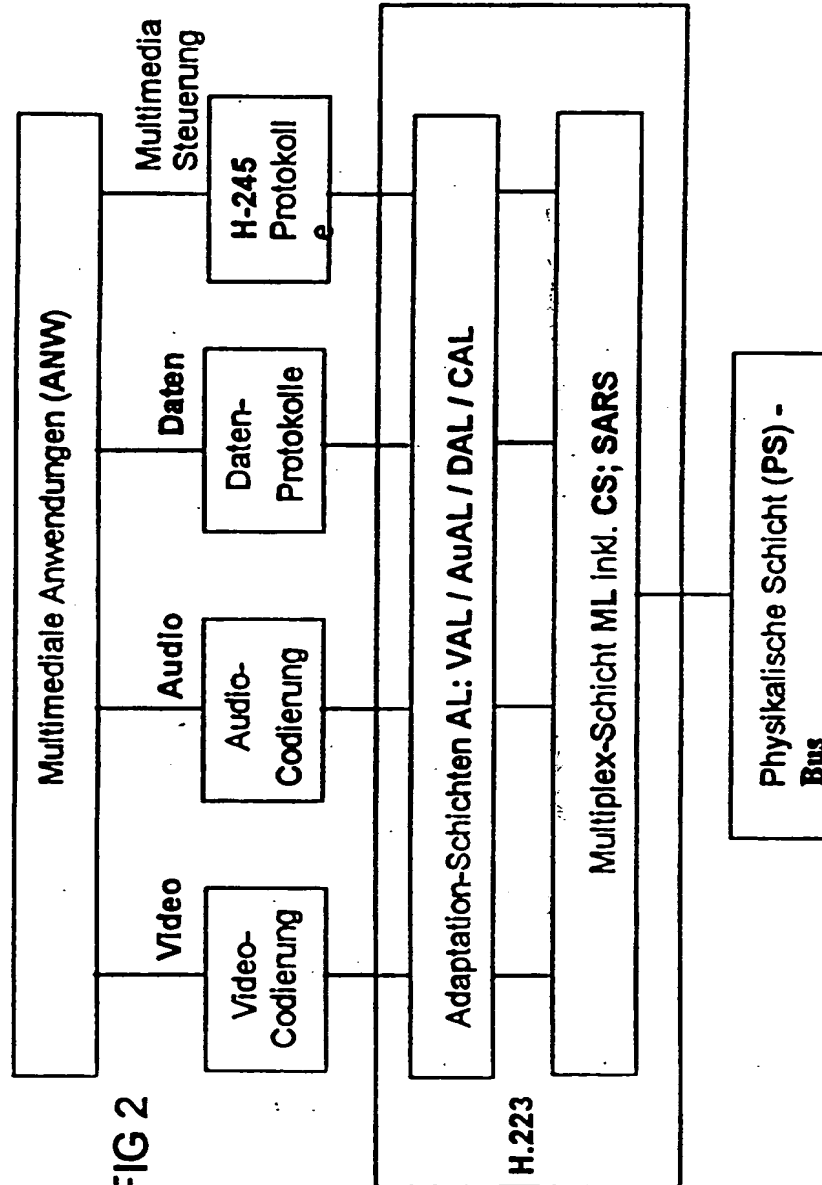 FIG 2
Multimediale Anwendungen (ANW)
Video
Audio
Daten
Multimedia
Steuerung
Video-
Codierung
Audio-
Codierung
Daten-
Protokolle
H-245
Protokoll
e
H.223
Adaptation-Schichten AL: VAL / AuAL / DAL / CAL
Multiplex-Schicht ML inkl. CS; SARS
Physikalische Schicht (PS) -
Bus